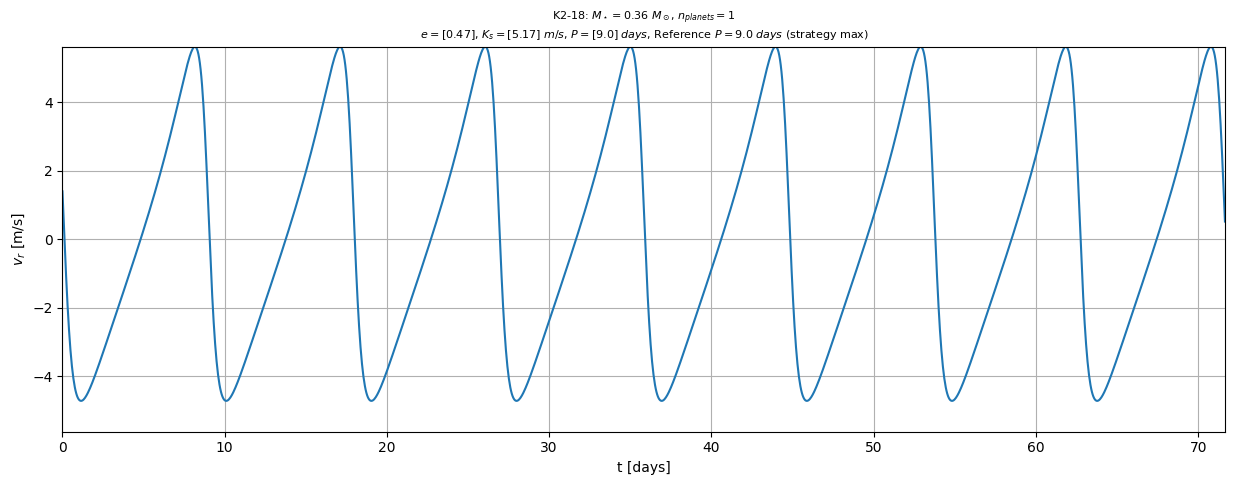 K2-18: $M_\star = 0.36\ M_\odot$, $n_{planets} = 1$
$e = [0.47]$, $K_s = [5.17]\ m/s$, $P = [9.0]\ days$, Reference $P = 9.0\ days$ (strategy max)
4
2
0
−2
−4
$v_r$ [m/s]
0 10 20 30 40 50 60 70
t [days]